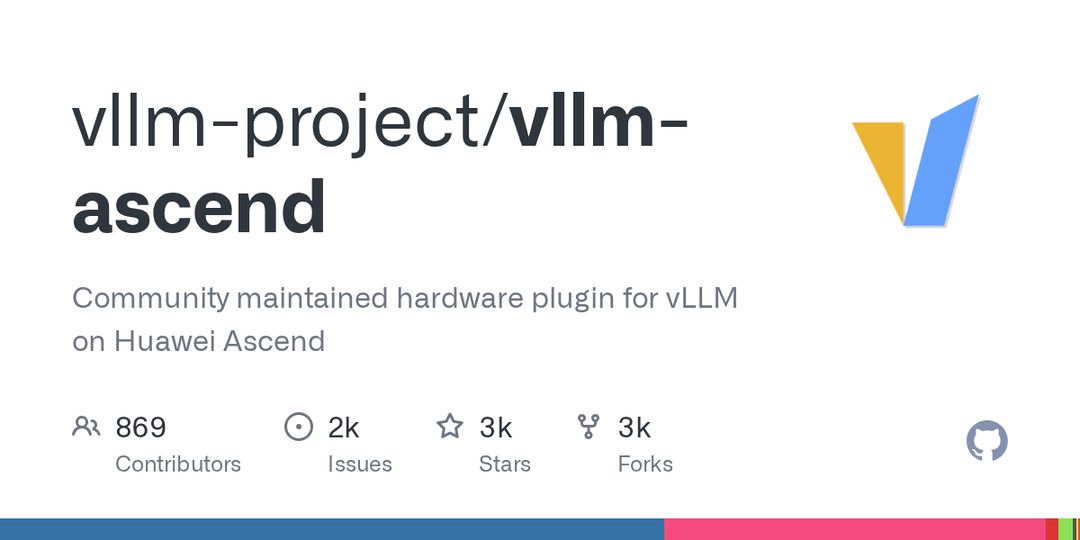 vllm-project/vllm-
ascend
Community maintained hardware plugin for vLLM
on Huawei Ascend
869 2k 3k 3k
Contributors Issues Stars Forks